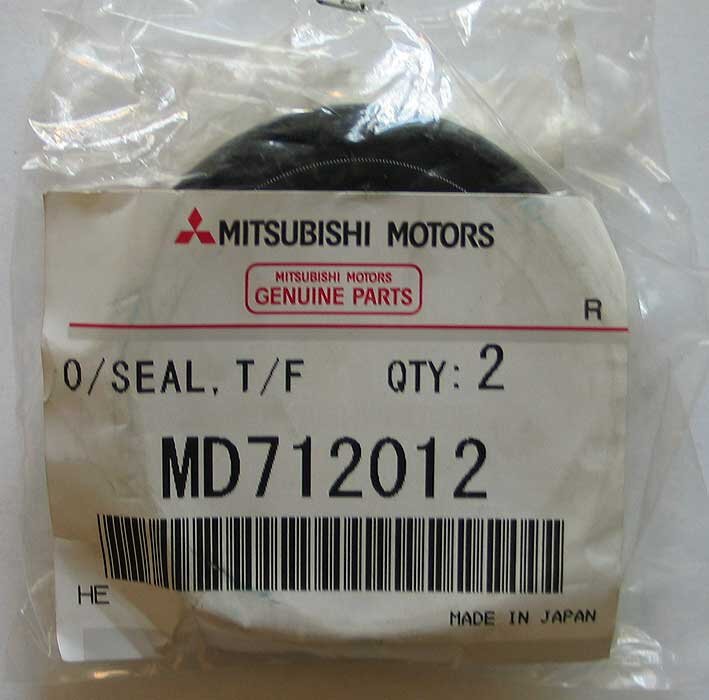 MITSUBISHI MOTORS
MITSUBISHI MOTORS
GENUINE PARTS
R
O/SEAL, T/F QTY: 2
MD712012
HE
MADE IN JAPAN